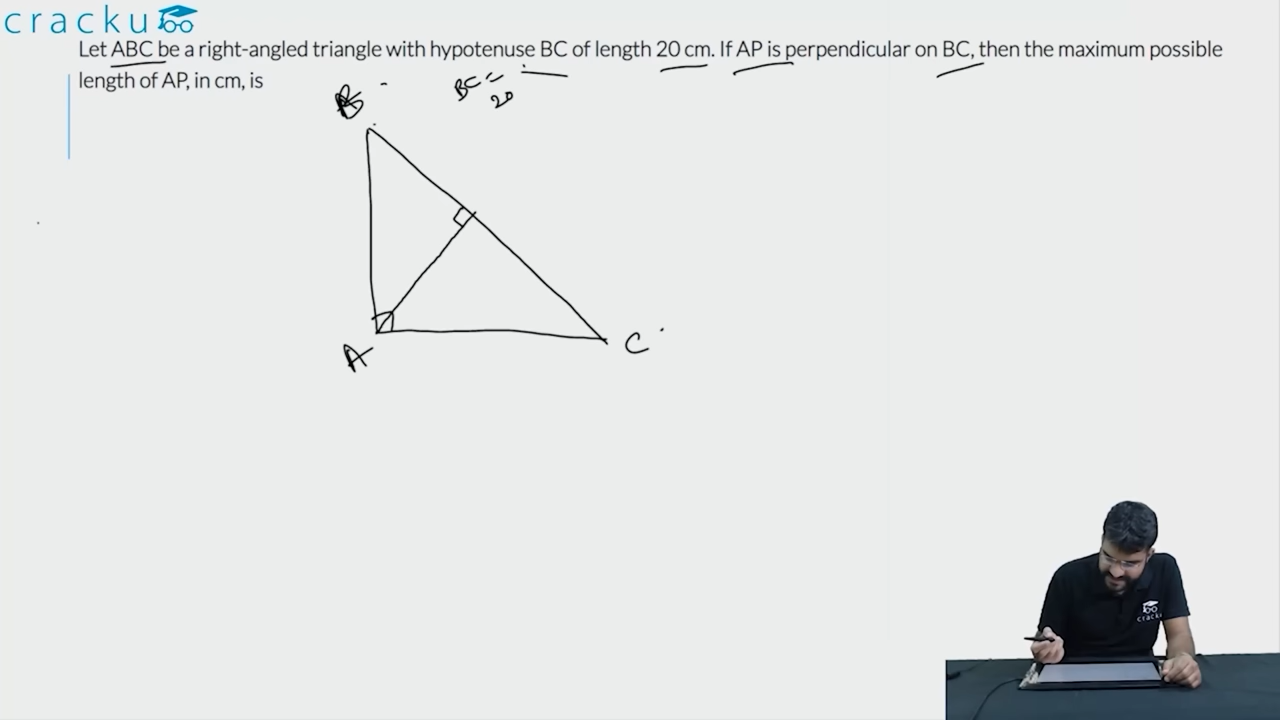 cracku
Let ABC be a right-angled triangle with hypotenuse BC of length 20 cm. If AP is perpendicular on BC, then the maximum possible
length of AP, in cm, is
B
BC =
20
A
C
cracku